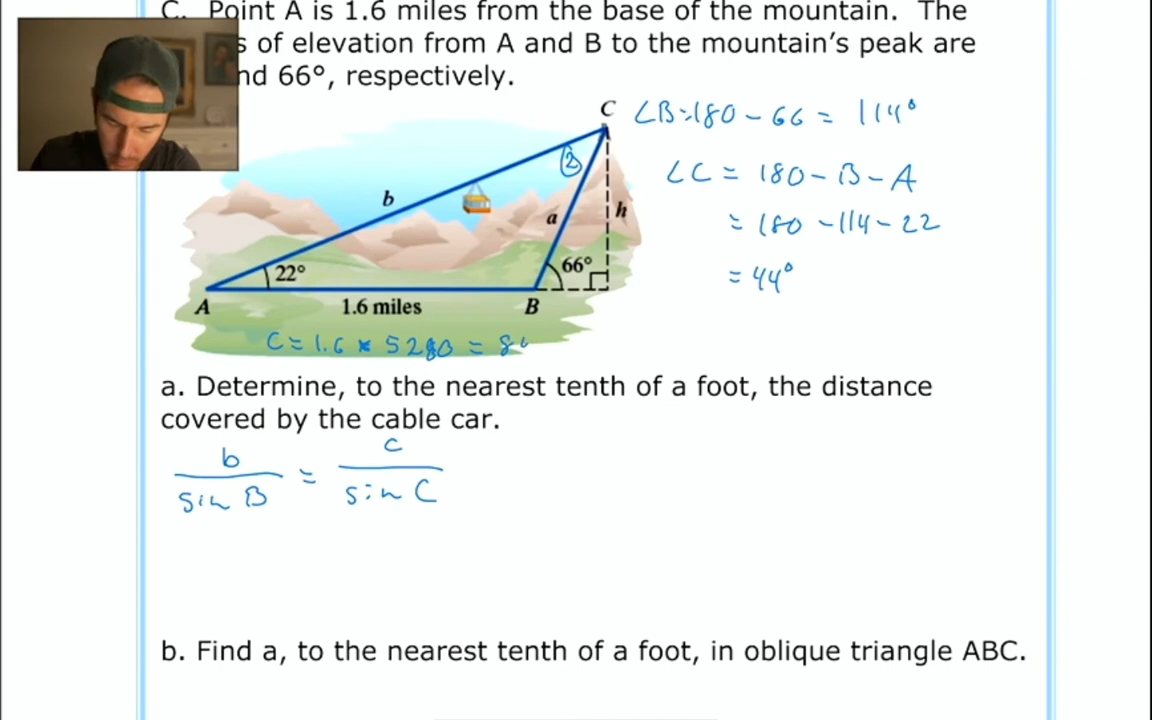 C. Point A is 1.6 miles from the base of the mountain. The
s of elevation from A and B to the mountain’s peak are
nd 66°, respectively.
C
∠B=180 - 66 = 114°
∠C = 180 - B - A
= 180 - 114 - 22
= 44°
b
a
h
22°
66°
A
1.6 miles
B
C = 1.6 × 5280 = 84
a. Determine, to the nearest tenth of a foot, the distance
covered by the cable car.
b / sin B = c / sin C
b. Find a, to the nearest tenth of a foot, in oblique triangle ABC.